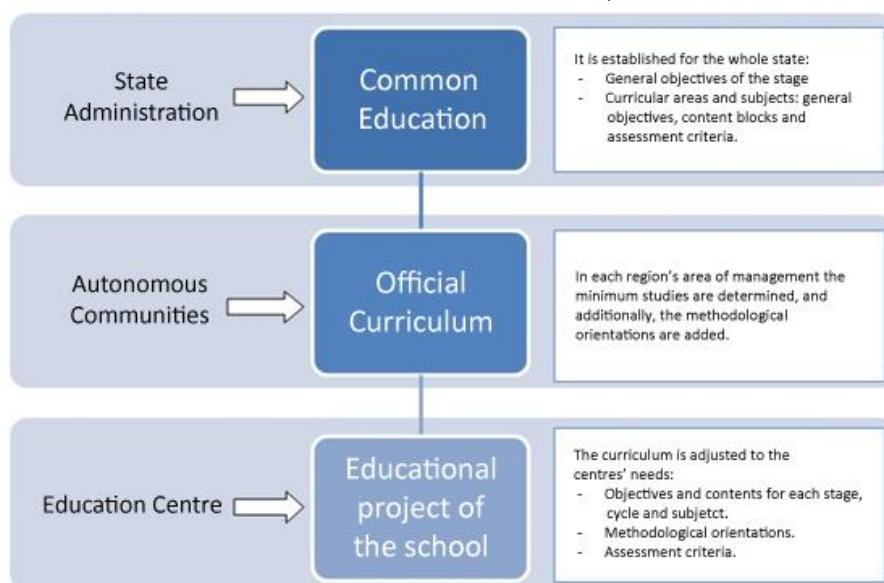 State
Administration
Common
Education
It is established for the whole state:
- General objectives of the stage
- Curricular areas and subjects: general
objectives, content blocks and
assessment criteria.
Autonomous
Communities
Official
Curriculum
In each region's area of management the
minimum studies are determined, and
additionally, the methodological
orientations are added.
Education Centre
Educational
project of
the school
The curriculum is adjusted to the
centres' needs:
- Objectives and contents for each stage,
cycle and subjetct.
- Methodological orientations.
- Assessment criteria.